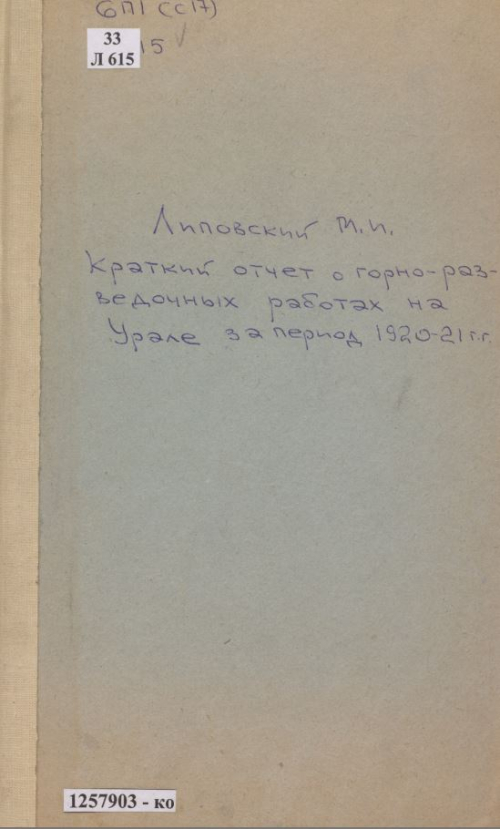 6П1 (С17)
33
Л 615
15
Липовский М.И.
Краткий отчет о горно-раз-
ведочных работах на
Урале за период 1920-21 г.г.
1257903 - ко